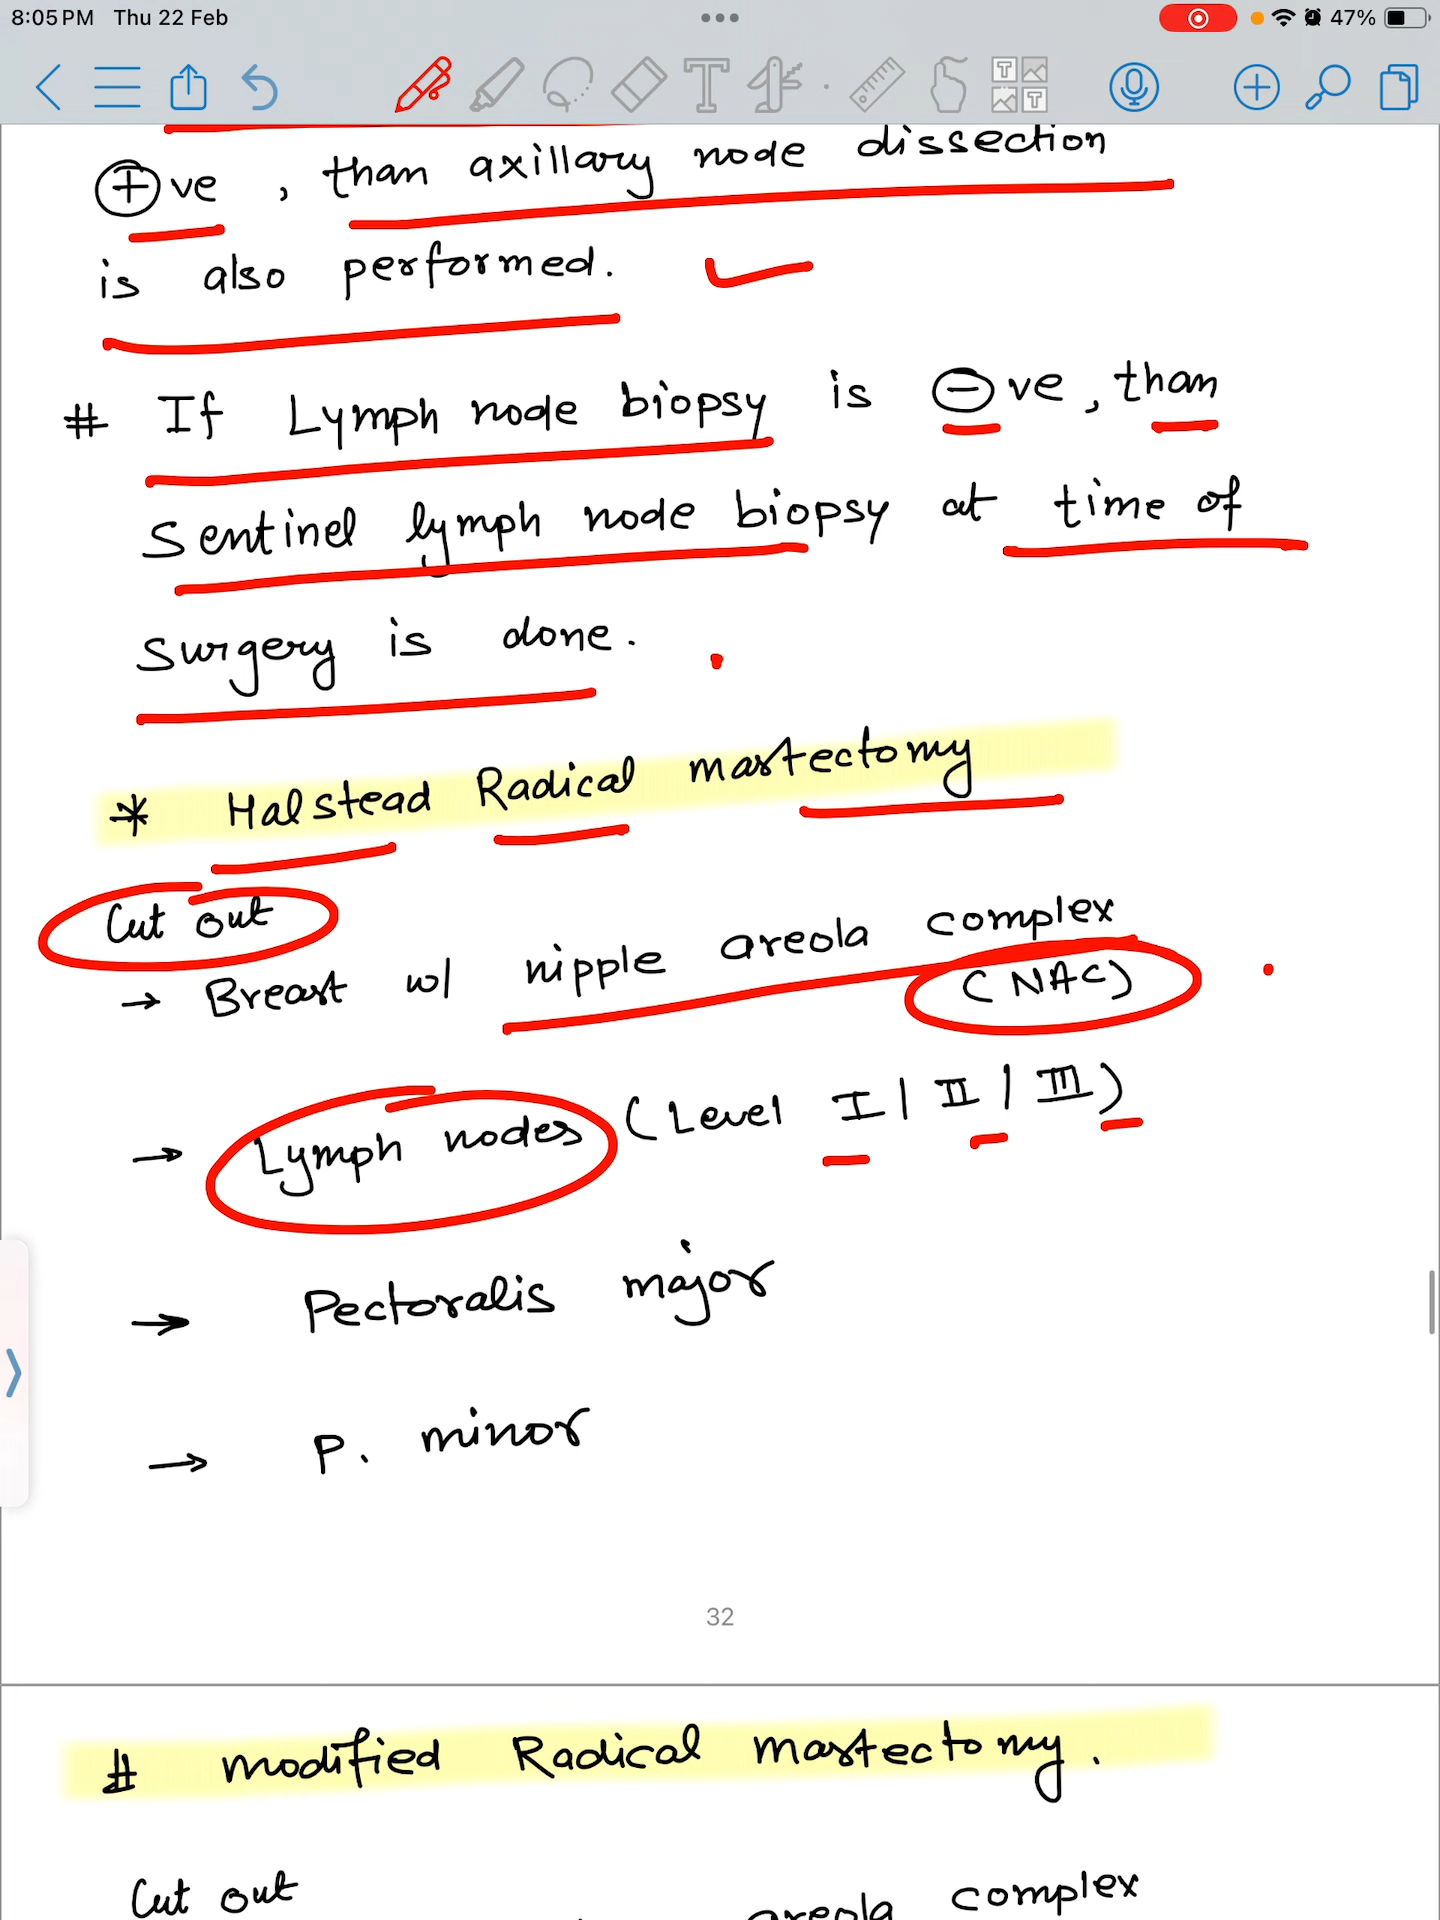 8:05 PM Thu 22 Feb
47%
⊕ve, than axillary node dissection
is also performed.
# If Lymph node biopsy is ⊖ve, than
Sentinel lymph node biopsy at time of
surgery is done.
* Halstead Radical mastectomy
Cut out
→ Breast w/ nipple areola complex
(NAC)
→ Lymph nodes (Level I / II / III)
→ Pectoralis major
→ P. minor
32
# modified Radical mastectomy.
Cut out
areola complex